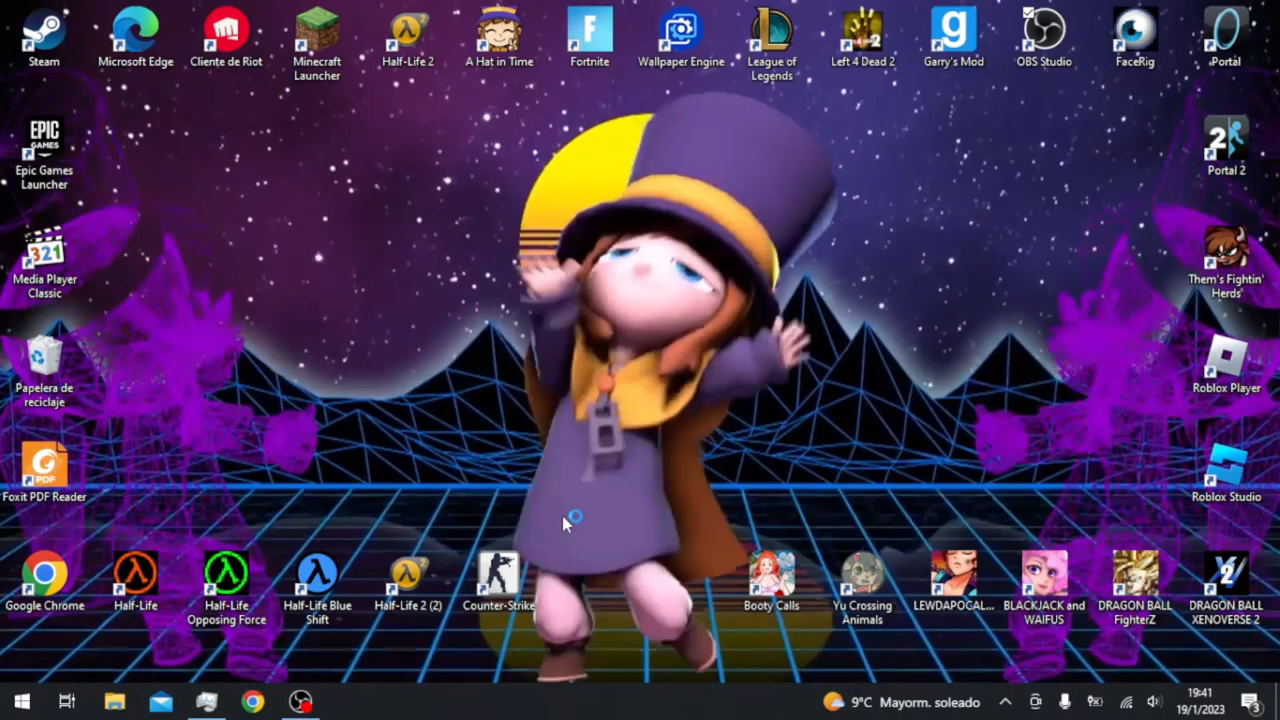 Steam
Microsoft Edge
Cliente de Riot
Minecraft
Launcher
Half-Life 2
A Hat in Time
Fortnite
Wallpaper Engine
League of
Legends
Left 4 Dead 2
Garry's Mod
OBS Studio
FaceRig
Portal
EPIC
GAMES
Epic Games
Launcher
2
Portal 2
321
Media Player
Classic
Them's Fightin'
Herds'
Papelera de
reciclaje
Roblox Player
PDF
Foxit PDF Reader
Roblox Studio
Google Chrome
Half-Life
Half-Life
Opposing Force
Half-Life Blue
Shift
Half-Life 2 (2)
Counter-Strike
Booty Calls
Yu Crossing
Animals
LEWDAPOCAL...
BLACKJACK and
WAIFUS
DRAGON BALL
FighterZ
DRAGON BALL
XENOVERSE 2
9°C Mayorm. soleado
19:41
19/1/2023
3